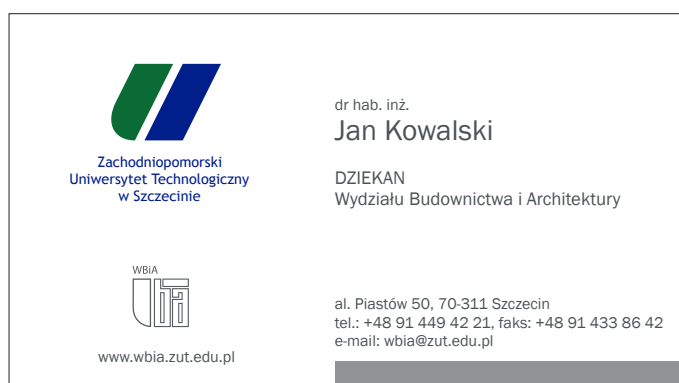 Zachodniopomorski
Uniwersytet Technologiczny
w Szczecinie
WBiA
www.wbia.zut.edu.pl
dr hab. inż.
Jan Kowalski
DZIEKAN
Wydziału Budownictwa i Architektury
al. Piastów 50, 70-311 Szczecin
tel.: +48 91 449 42 21, faks: +48 91 433 86 42
e-mail: wbia@zut.edu.pl